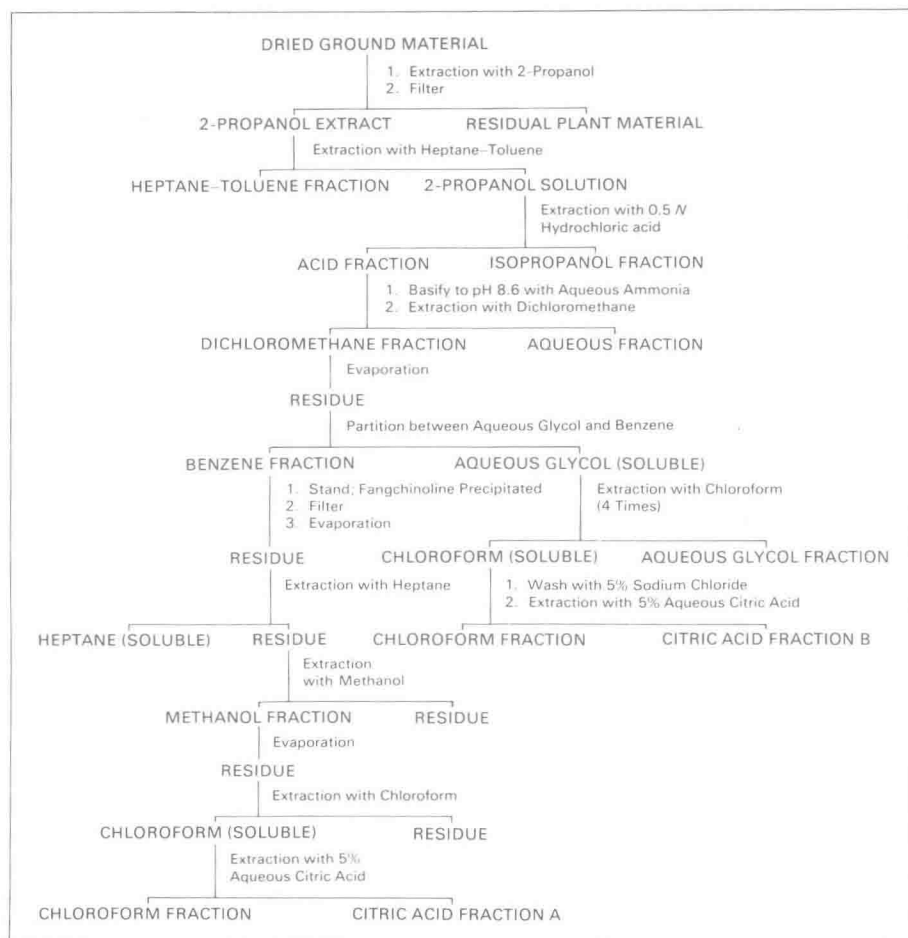 DRIED GROUND MATERIAL
1. Extraction with 2-Propanol
2. Filter
2-PROPANOL EXTRACT RESIDUAL PLANT MATERIAL
Extraction with Heptane–Toluene
HEPTANE–TOLUENE FRACTION 2-PROPANOL SOLUTION
Extraction with 0.5 N
Hydrochloric acid
ACID FRACTION ISOPROPANOL FRACTION
1. Basify to pH 8.6 with Aqueous Ammonia
2. Extraction with Dichloromethane
DICHLOROMETHANE FRACTION AQUEOUS FRACTION
Evaporation
RESIDUE
Partition between Aqueous Glycol and Benzene
BENZENE FRACTION AQUEOUS GLYCOL (SOLUBLE)
1. Stand; Fangchinoline Precipitated
2. Filter
3. Evaporation
Extraction with Chloroform
(4 Times)
RESIDUE CHLOROFORM (SOLUBLE) AQUEOUS GLYCOL FRACTION
Extraction with Heptane
1. Wash with 5% Sodium Chloride
2. Extraction with 5% Aqueous Citric Acid
HEPTANE (SOLUBLE) RESIDUE CHLOROFORM FRACTION CITRIC ACID FRACTION B
Extraction
with Methanol
METHANOL FRACTION RESIDUE
Evaporation
RESIDUE
Extraction with Chloroform
CHLOROFORM (SOLUBLE) RESIDUE
Extraction with 5%
Aqueous Citric Acid
CHLOROFORM FRACTION CITRIC ACID FRACTION A